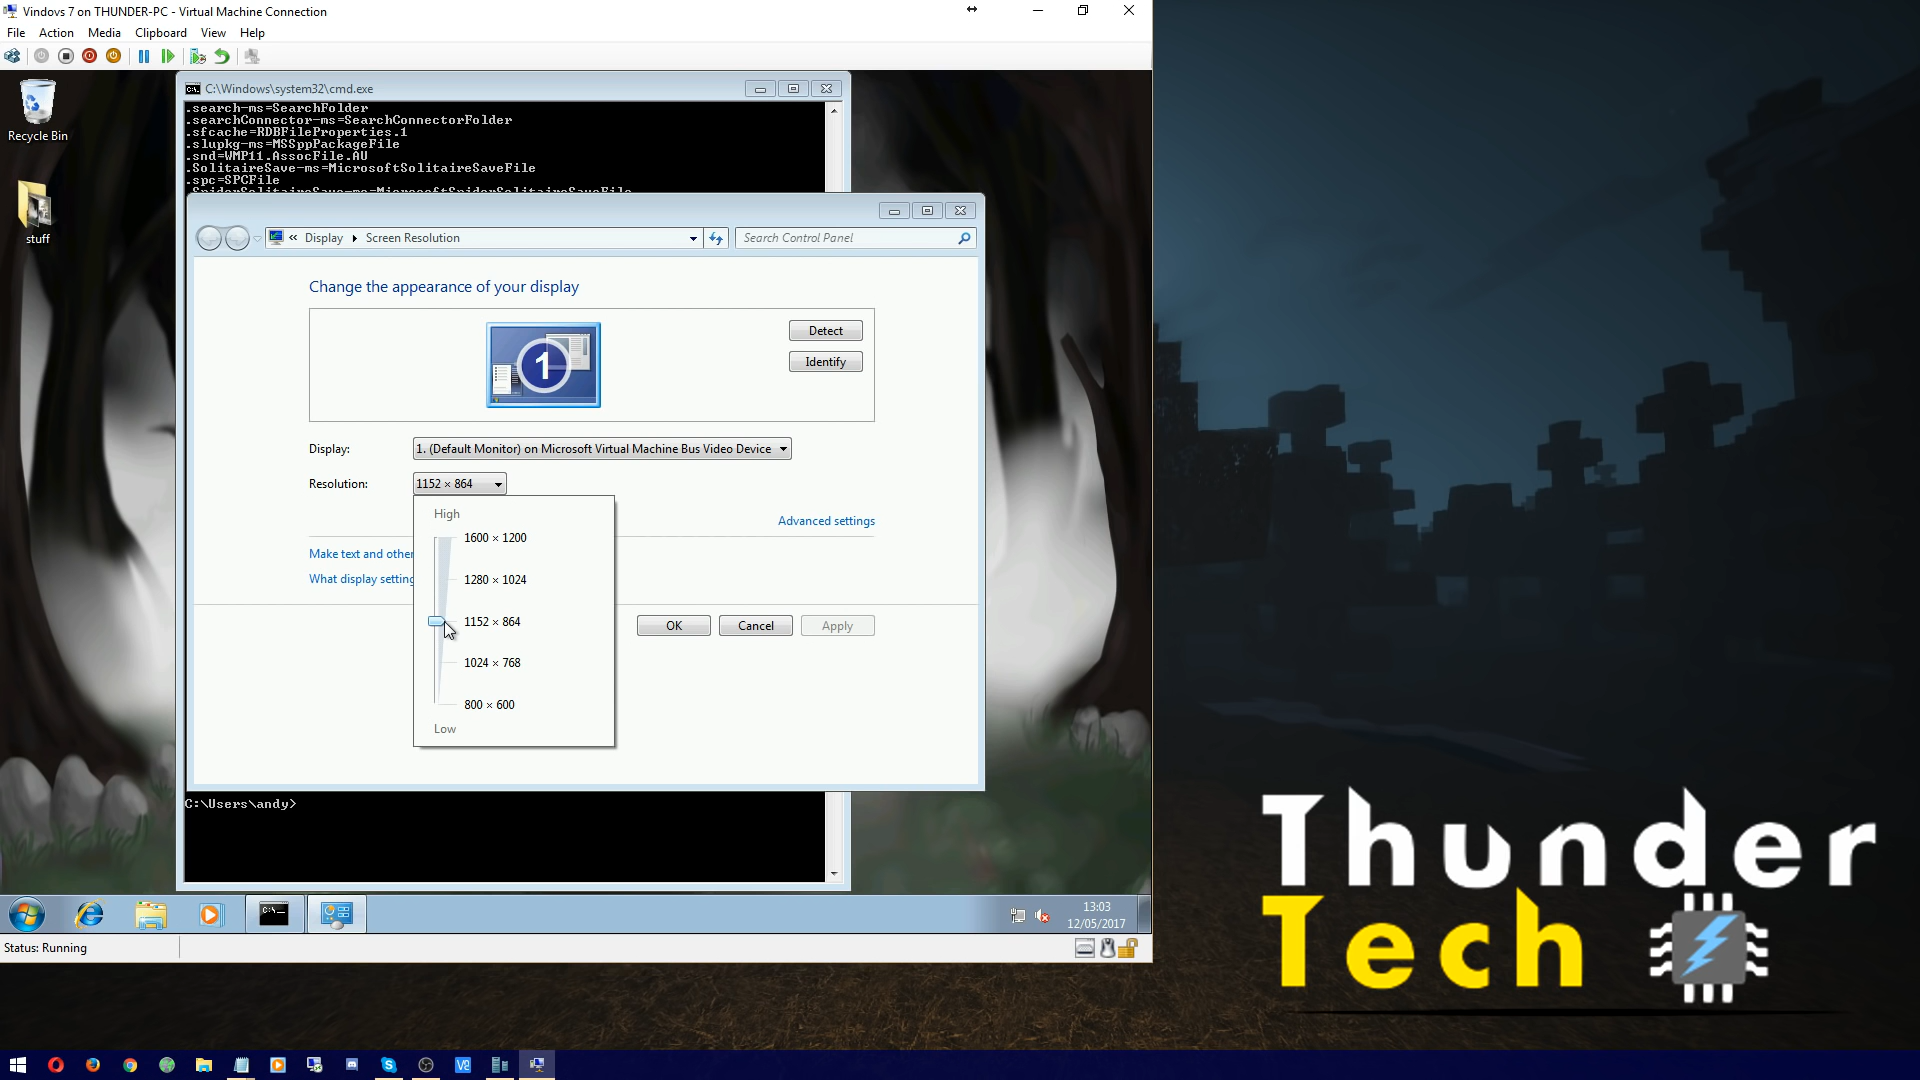 Vindovs 7 on THUNDER-PC - Virtual Machine Connection
File Action Media Clipboard View Help
Recycle Bin
stuff
C:\Windows\system32\cmd.exe
.search-ms=SearchFolder
.searchConnector-ms=SearchConnectorFolder
.sfcache=RDBFileProperties.1
.slupkg-ms=MSSppPackageFile
.snd=WMP11.AssocFile.AU
.SolitaireSave-ms=MicrosoftSolitaireSaveFile
.spc=SPCFile
.SpiderSolitaireSave-ms=MicrosoftSpiderSolitaireSaveFile
« Display Screen Resolution
Search Control Panel
Change the appearance of your display
1
Detect
Identify
Display: 1. (Default Monitor) on Microsoft Virtual Machine Bus Video Device
Resolution: 1152 × 864
High
1600 × 1200
1280 × 1024
1152 × 864
1024 × 768
800 × 600
Low
Advanced settings
Make text and other
What display setting
OK Cancel Apply
C:\Users\andy>
C:\_
13:03
12/05/2017
Status: Running
Thunder
Tech